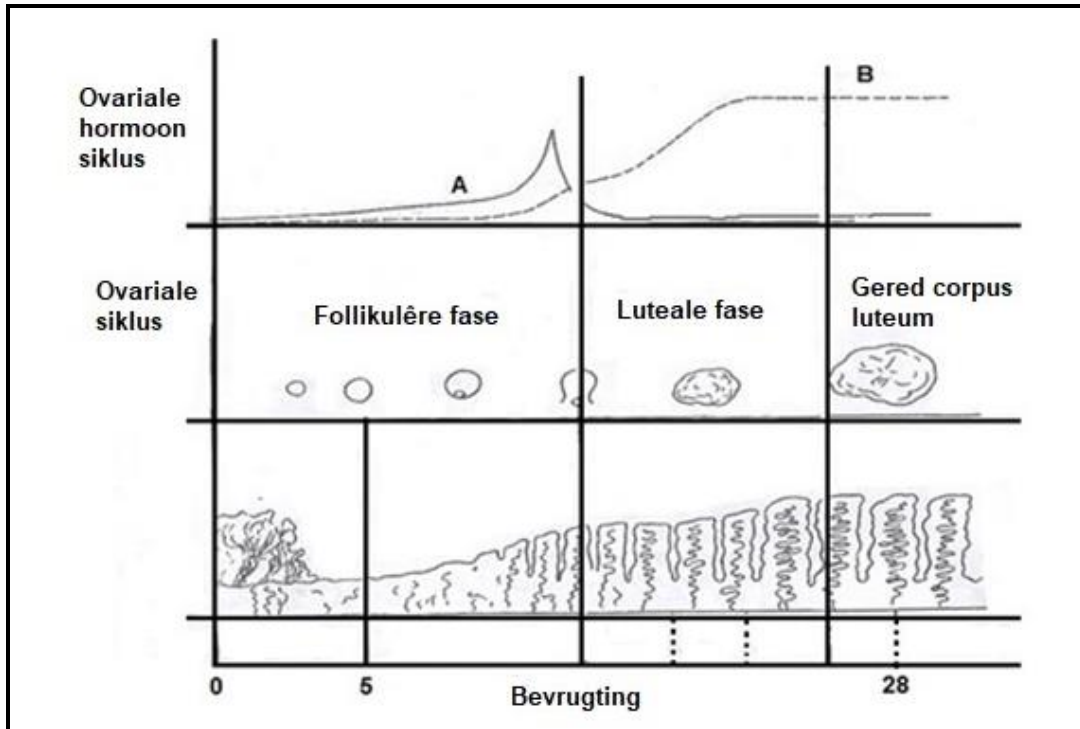 Ovariale
hormoon
siklus
A
B
Ovariale
siklus
Follikulêre fase
Luteale fase
Gered corpus
luteum
0
5
Bevrugting
28